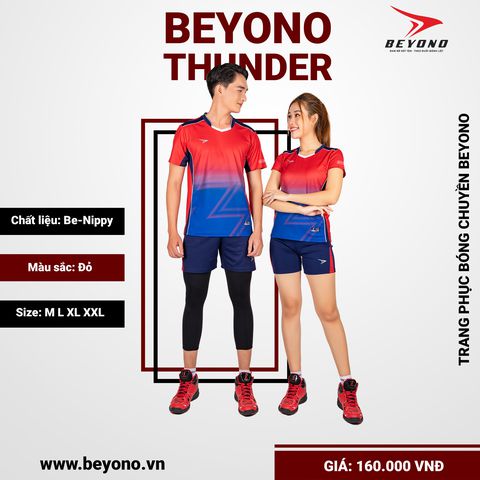 BEYONO
THUNDER
BEYONO
Chất liệu: Be-Nippy
Màu sắc: Đỏ
Size: M L XL XXL
TRANG PHỤC BÓNG CHUYỀN BEYONO
www.beyono.vn
GIÁ: 160.000 VNĐ